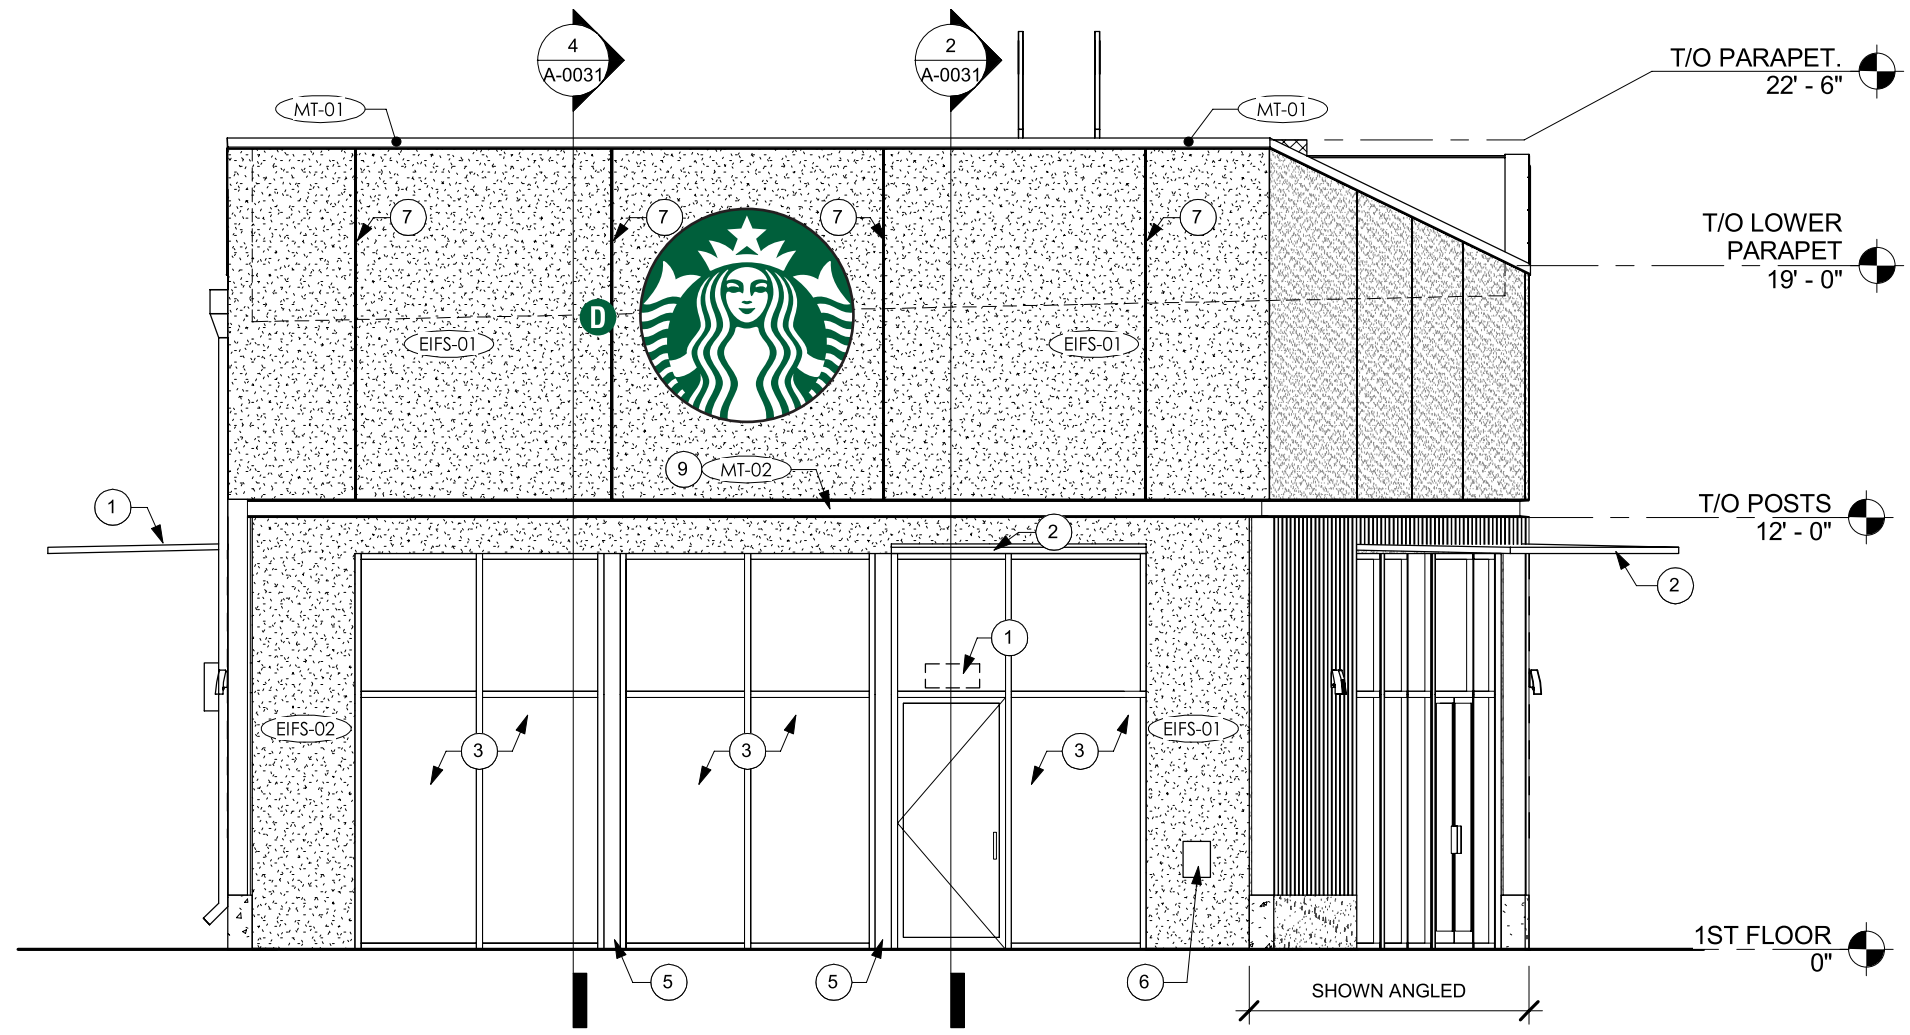 4
A-0031
2
A-0031
T/O PARAPET.
22' - 6"
MT-01
MT-01
7
7
7
7
T/O LOWER
PARAPET
19' - 0"
D
EIFS-01
EIFS-01
9
MT-02
1
T/O POSTS
12' - 0"
2
2
1
EIFS-02
EIFS-01
3
3
3
1ST FLOOR
0"
5
5
6
SHOWN ANGLED